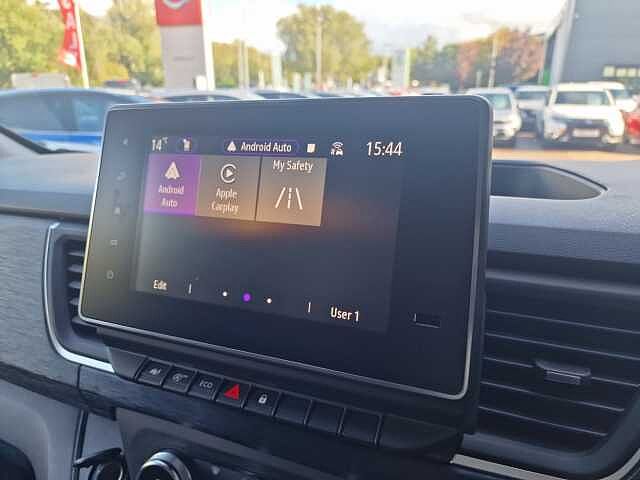 14°
Android Auto
15:44
Android
Auto
Apple
Carplay
My Safety
Edit
User 1
ECO